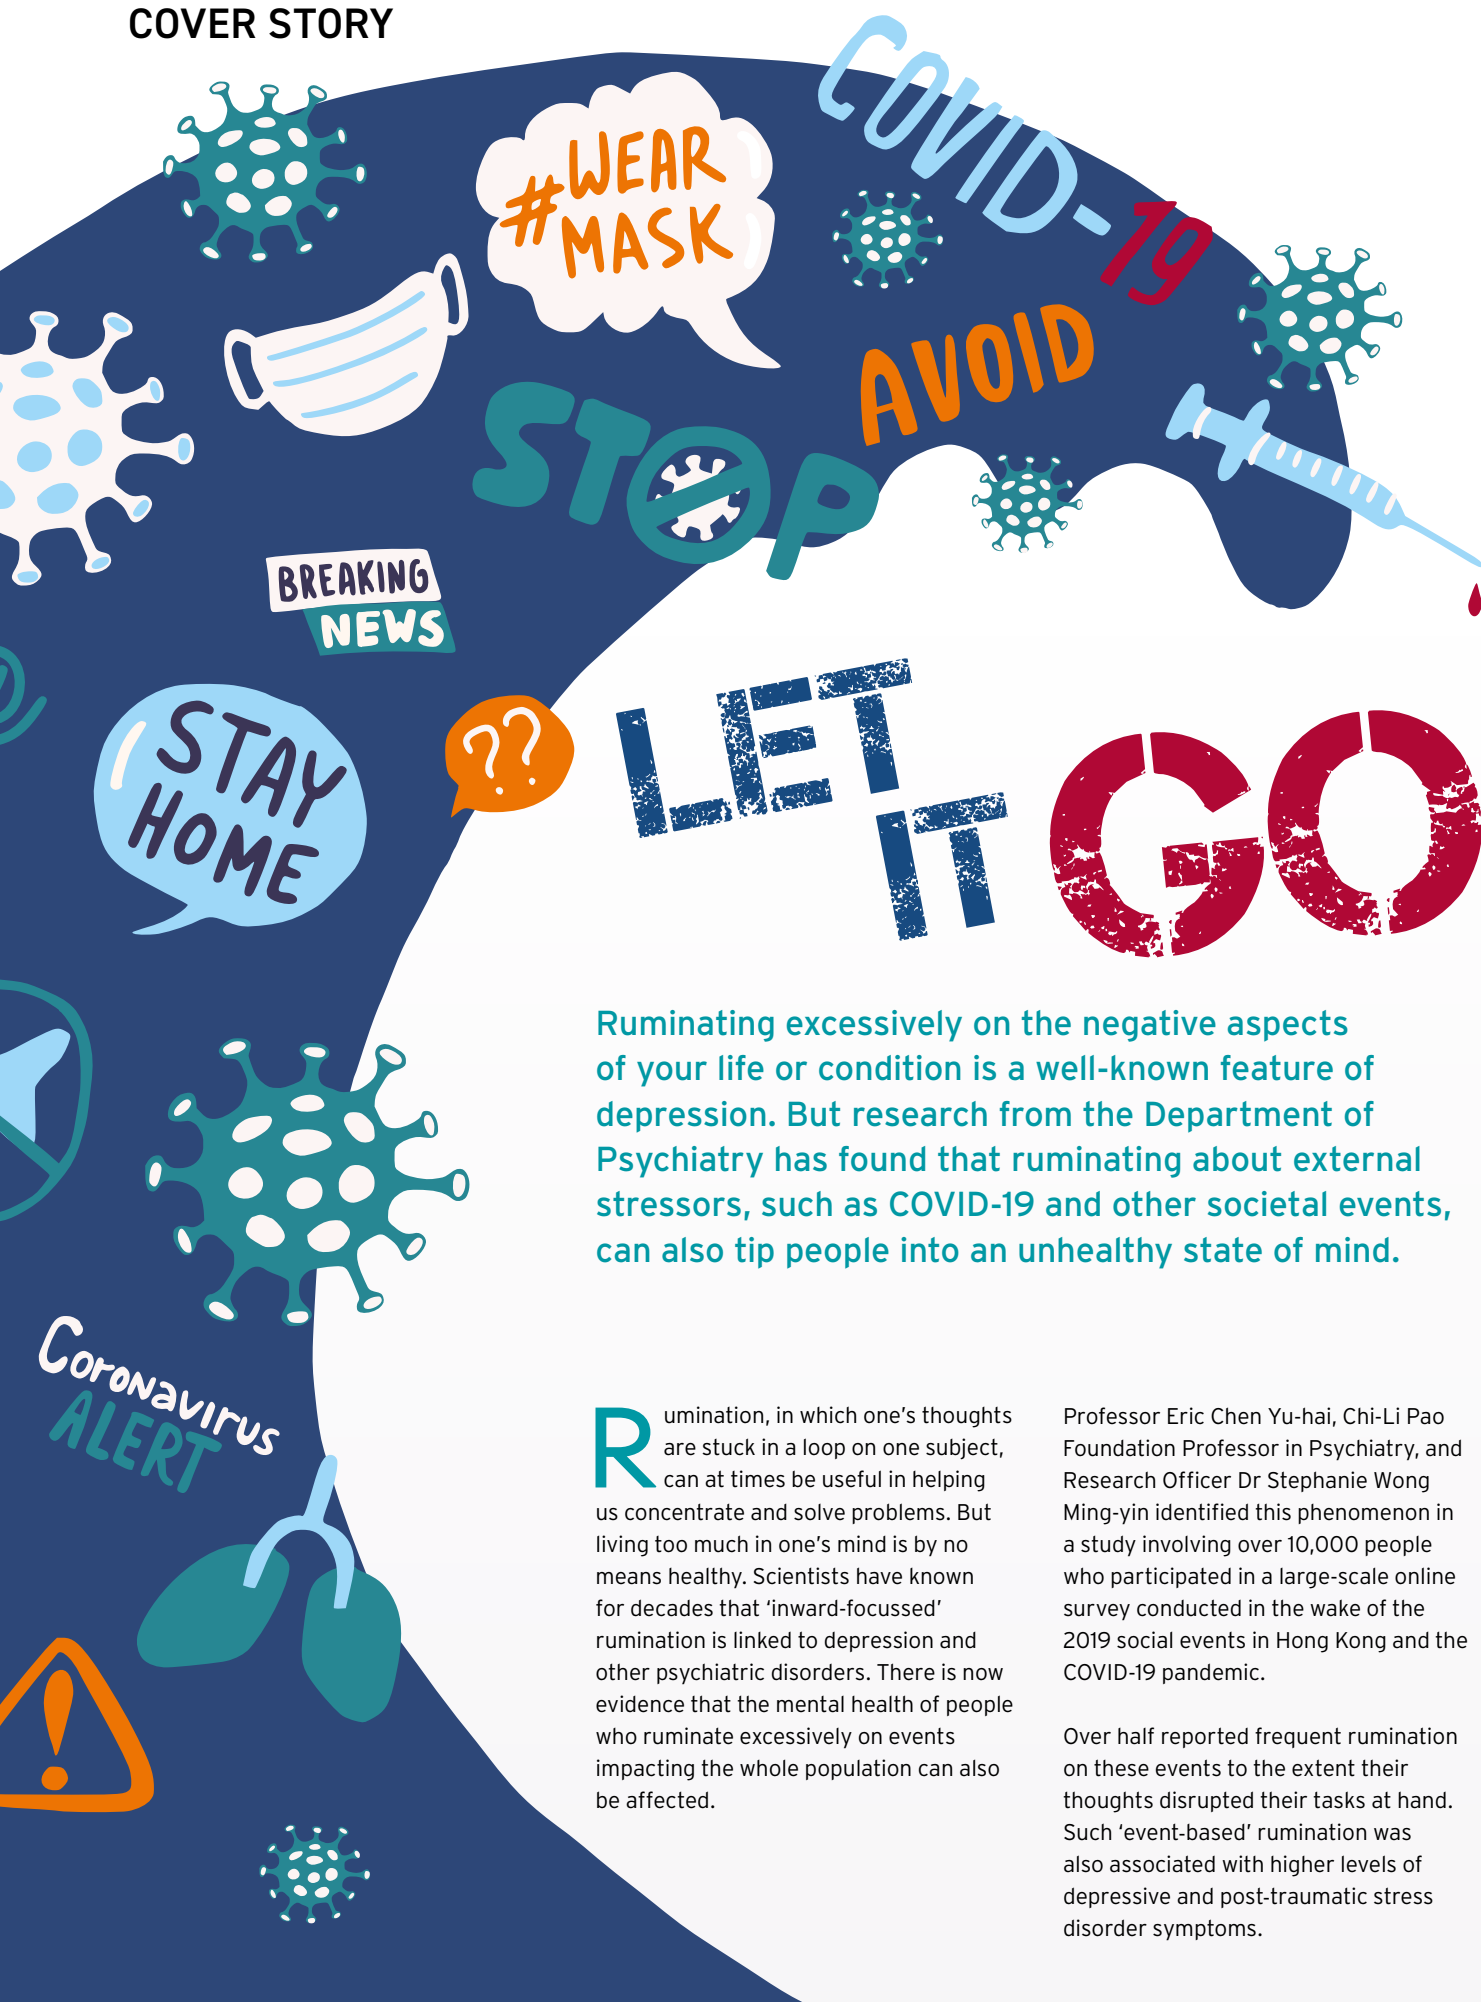 COVER STORY
COVID-19
#WEAR
MASK
AVOID
STOP
BREAKING
NEWS
STAY
HOME
??
LET
IT GO
Coronavirus
ALERT
Ruminating excessively on the negative aspects
of your life or condition is a well-known feature of
depression. But research from the Department of
Psychiatry has found that ruminating about external
stressors, such as COVID-19 and other societal events,
can also tip people into an unhealthy state of mind.
Rumination, in which one's thoughts
are stuck in a loop on one subject,
can at times be useful in helping
us concentrate and solve problems. But
living too much in one's mind is by no
means healthy. Scientists have known
for decades that ‘inward-focussed’
rumination is linked to depression and
other psychiatric disorders. There is now
evidence that the mental health of people
who ruminate excessively on events
impacting the whole population can also
be affected.
Professor Eric Chen Yu-hai, Chi-Li Pao
Foundation Professor in Psychiatry, and
Research Officer Dr Stephanie Wong
Ming-yin identified this phenomenon in
a study involving over 10,000 people
who participated in a large-scale online
survey conducted in the wake of the
2019 social events in Hong Kong and the
COVID-19 pandemic.
Over half reported frequent rumination
on these events to the extent their
thoughts disrupted their tasks at hand.
Such ‘event-based’ rumination was
also associated with higher levels of
depressive and post-traumatic stress
disorder symptoms.